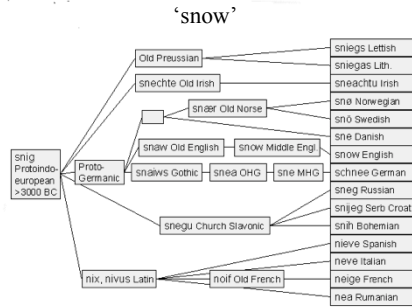 ‘snow’
Old Preussian
snechte Old Irish
snær Old Norse
snaw Old English
snow Middle Engl.
snig
Protoindo-
european
>3000 BC
Proto-
Germanic
snaiws Gothic
snea OHG
sne MHG
snegu Church Slavonic
nix, nivus Latin
noif Old French
sniegs Lettish
sniegas Lith.
sneachtu Irish
snø Norwegian
snö Swedish
sne Danish
snow English
schnee German
sneg Russian
snijeg Serb Croat
snih Bohemian
nieve Spanish
neve Italian
neige French
nea Rumanian